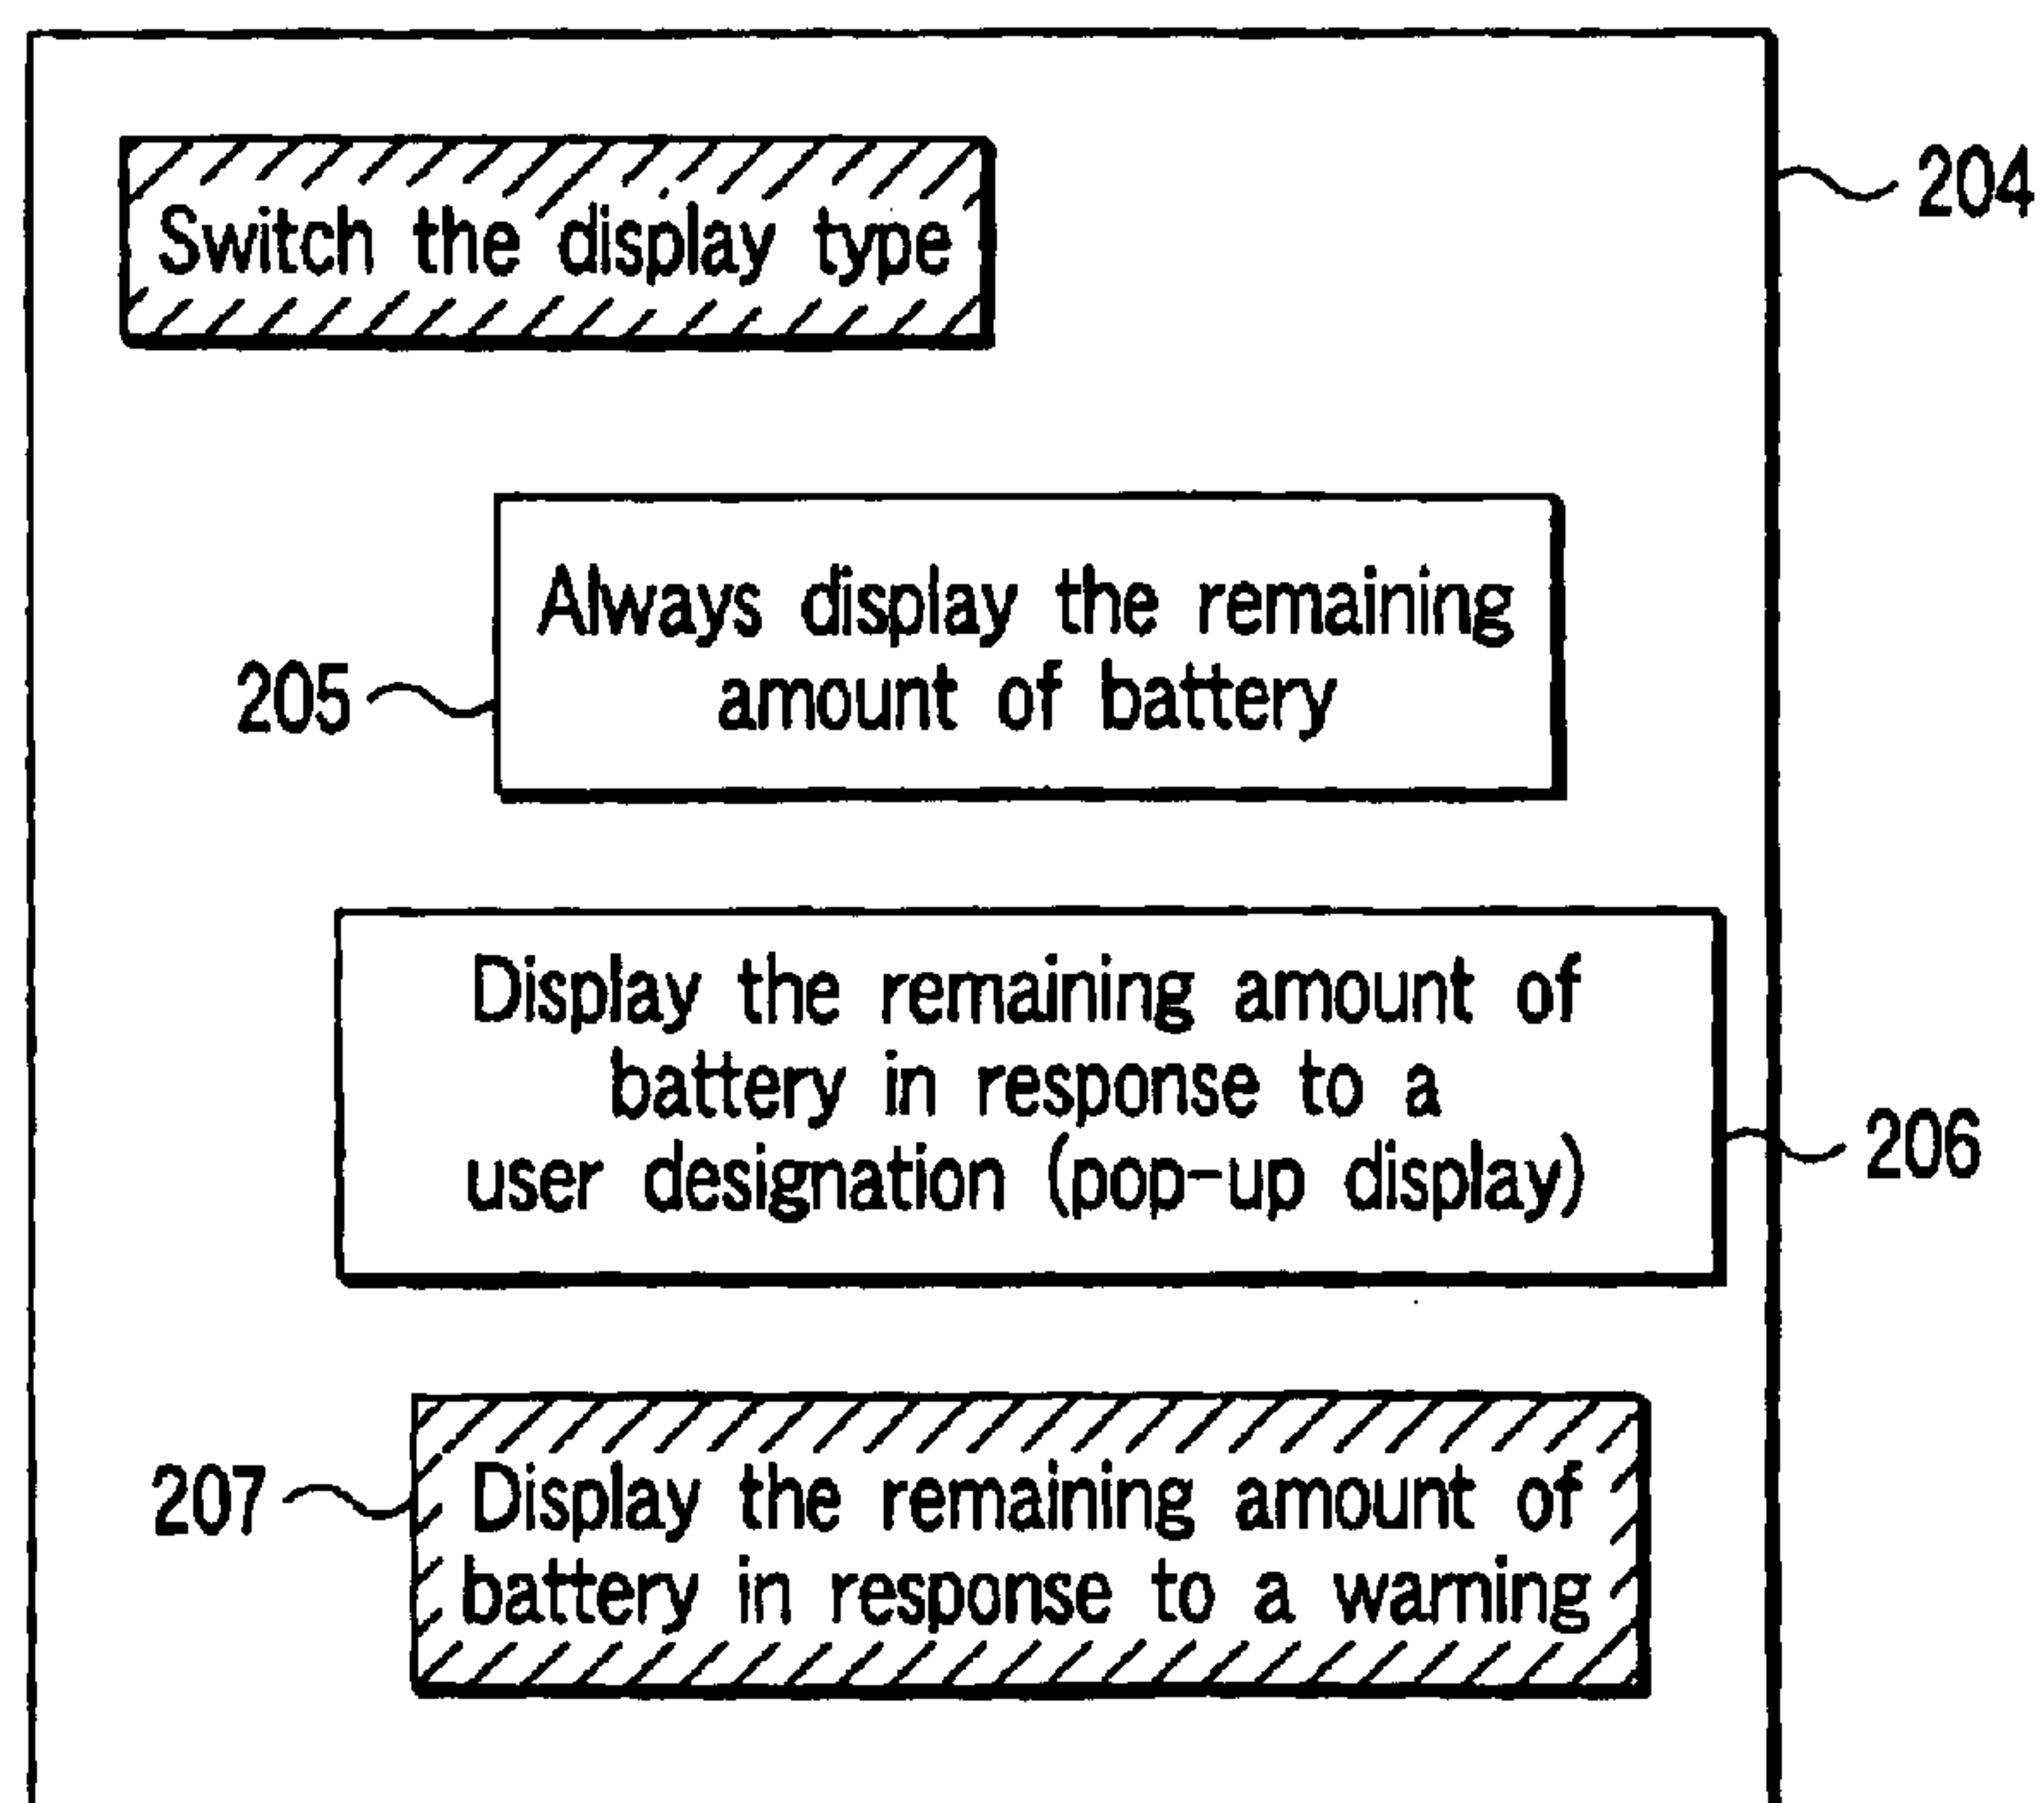 Switch the display type
204
Always display the remaining
amount of battery
205
Display the remaining amount of
battery in response to a
user designation (pop-up display)
206
207
Display the remaining amount of
battery in response to a warning